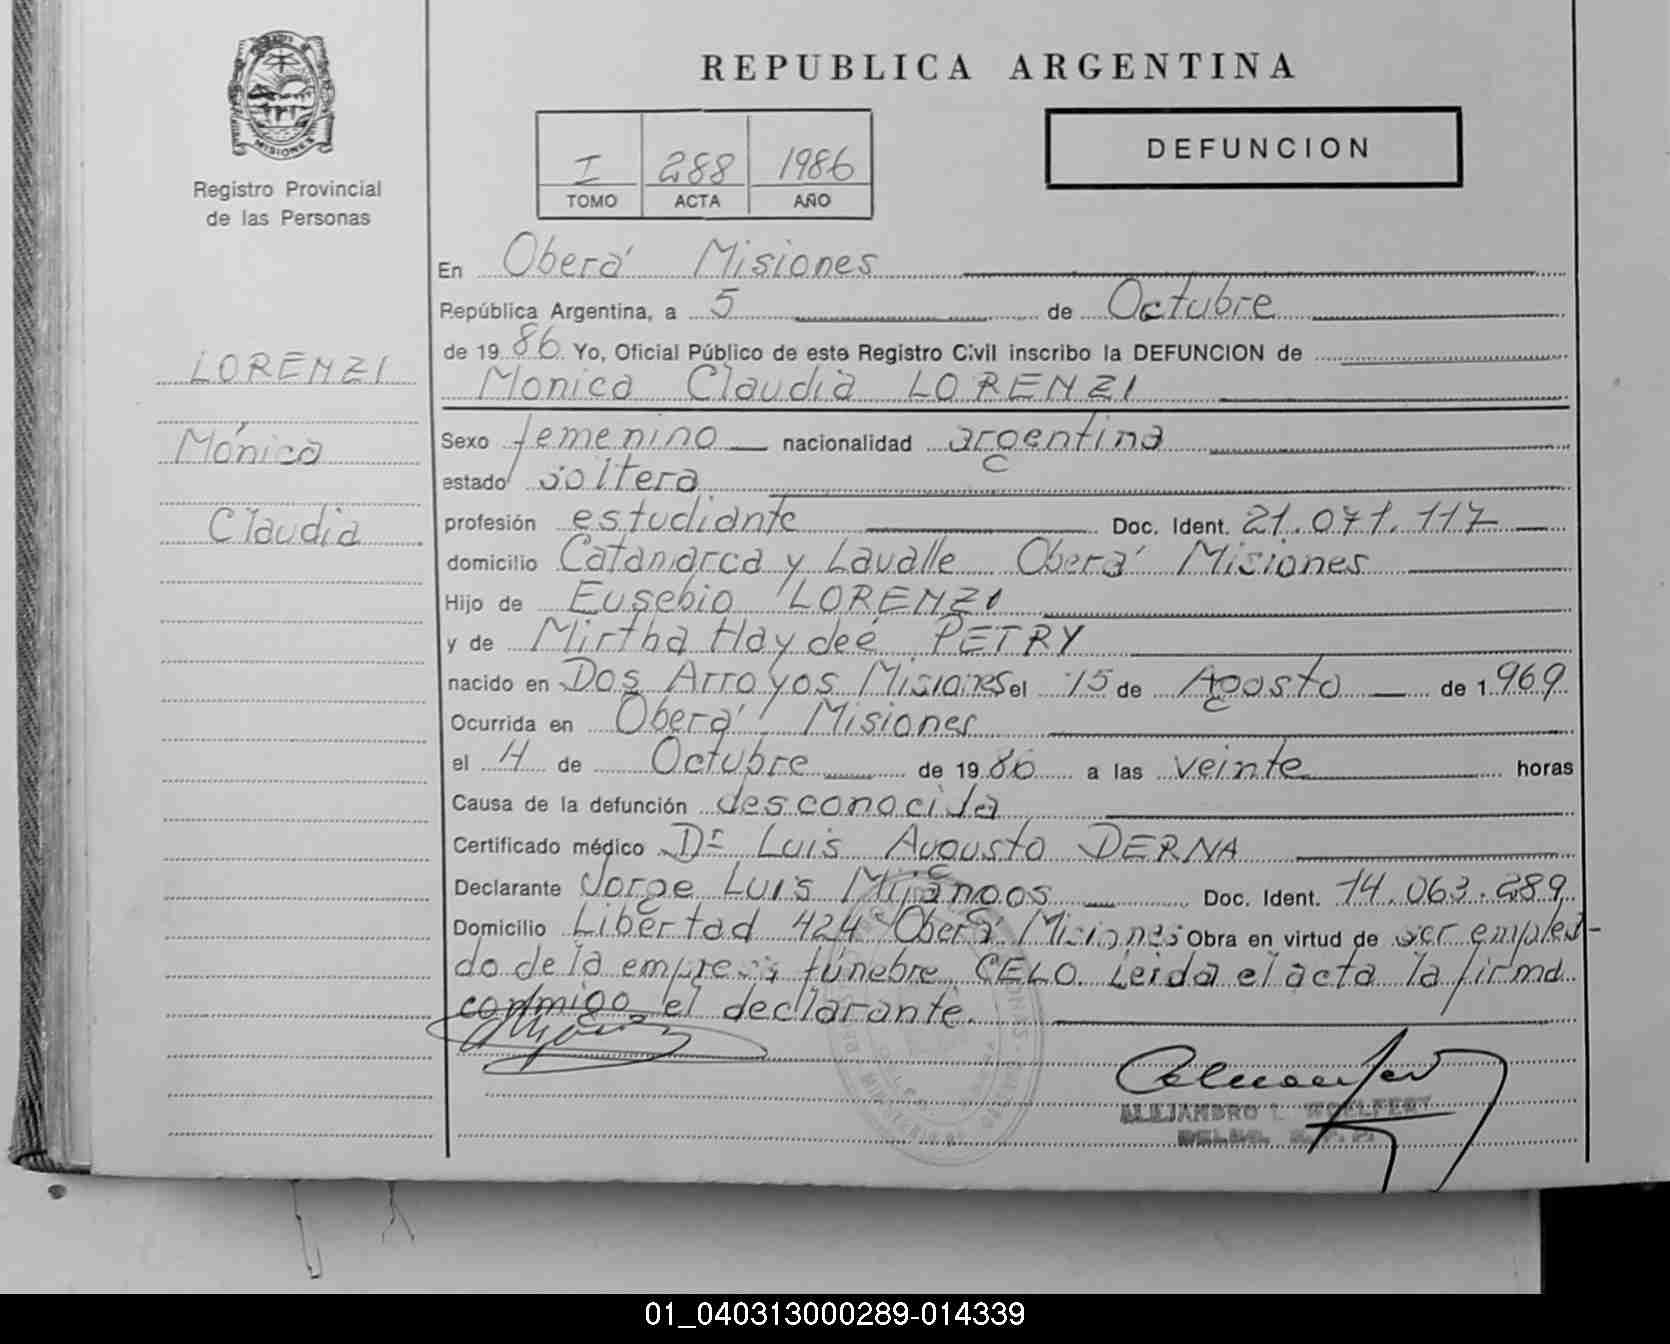 REPUBLICA ARGENTINA
MISIONES
Registro Provincial
de las Personas
I 288 1986
TOMO ACTA AÑO
DEFUNCION
LORENZI
Mónica
Claudia
En Oberá Misiones
República Argentina, a 5 de Octubre
de 1986 Yo, Oficial Público de este Registro Civil inscribo la DEFUNCION de
Monica Claudia LORENZI
Sexo femenino nacionalidad argentina
estado soltera
profesión estudiante Doc. Ident. 21.071.117
domicilio Catamarca y Lavalle Oberá Misiones
Hijo de Eusebio LORENZI
y de Mirtha Haydeé PETRY
nacido en Dos Arroyos Misiones el 15 de Agosto de 1969
Ocurrida en Oberá Misiones
el 4 de Octubre de 1986 a las veinte horas
Causa de la defunción desconocida
Certificado médico Dr Luis Augusto DERNA
Declarante Jorge Luis Mijangos Doc. Ident. 14.063.289
Domicilio Libertad 424 Oberá Misiones Obra en virtud de ser emplea-
do de la empresa fúnebre CELO. Leida el acta la firma
conmigo el declarante.
ALEJANDRO L. WOELFERT
01_040313000289-014339